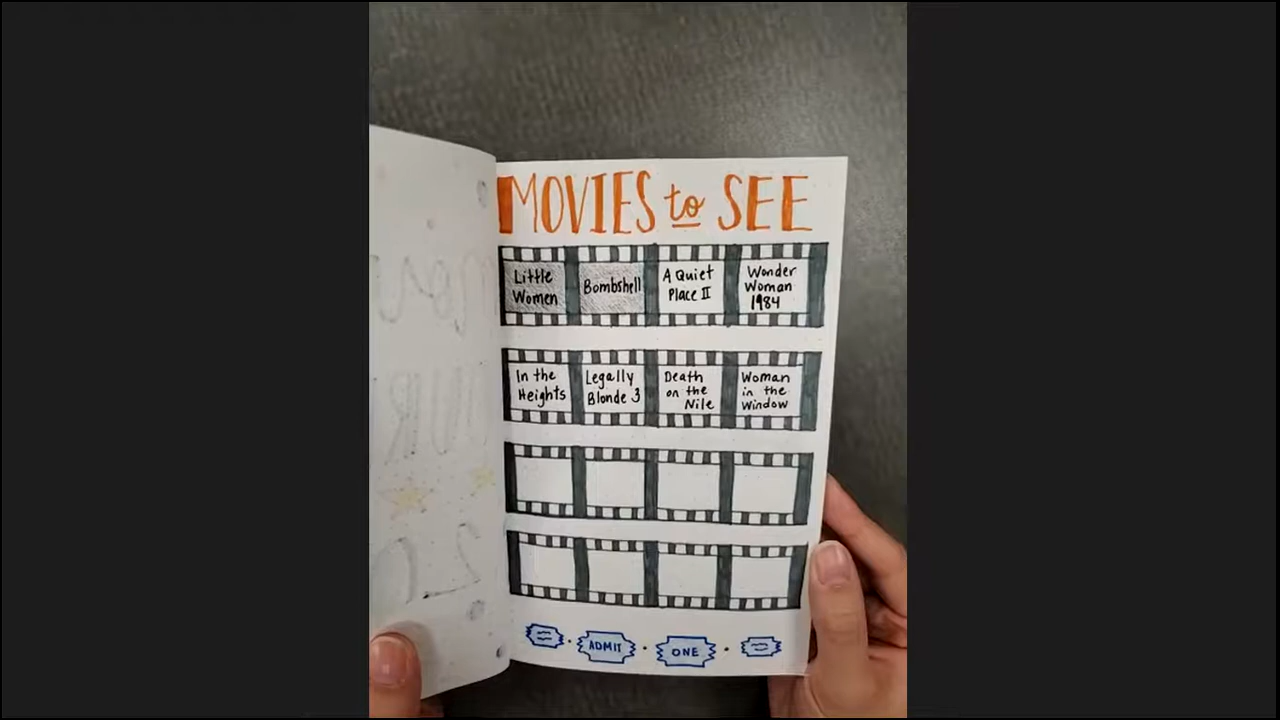 MOVIES to SEE
Little
Women
Bombshell
A Quiet
Place II
Wonder
Woman
1984
In the
Heights
Legally
Blonde 3
Death
on the
Nile
Woman
in the
Window
ADMIT
ONE